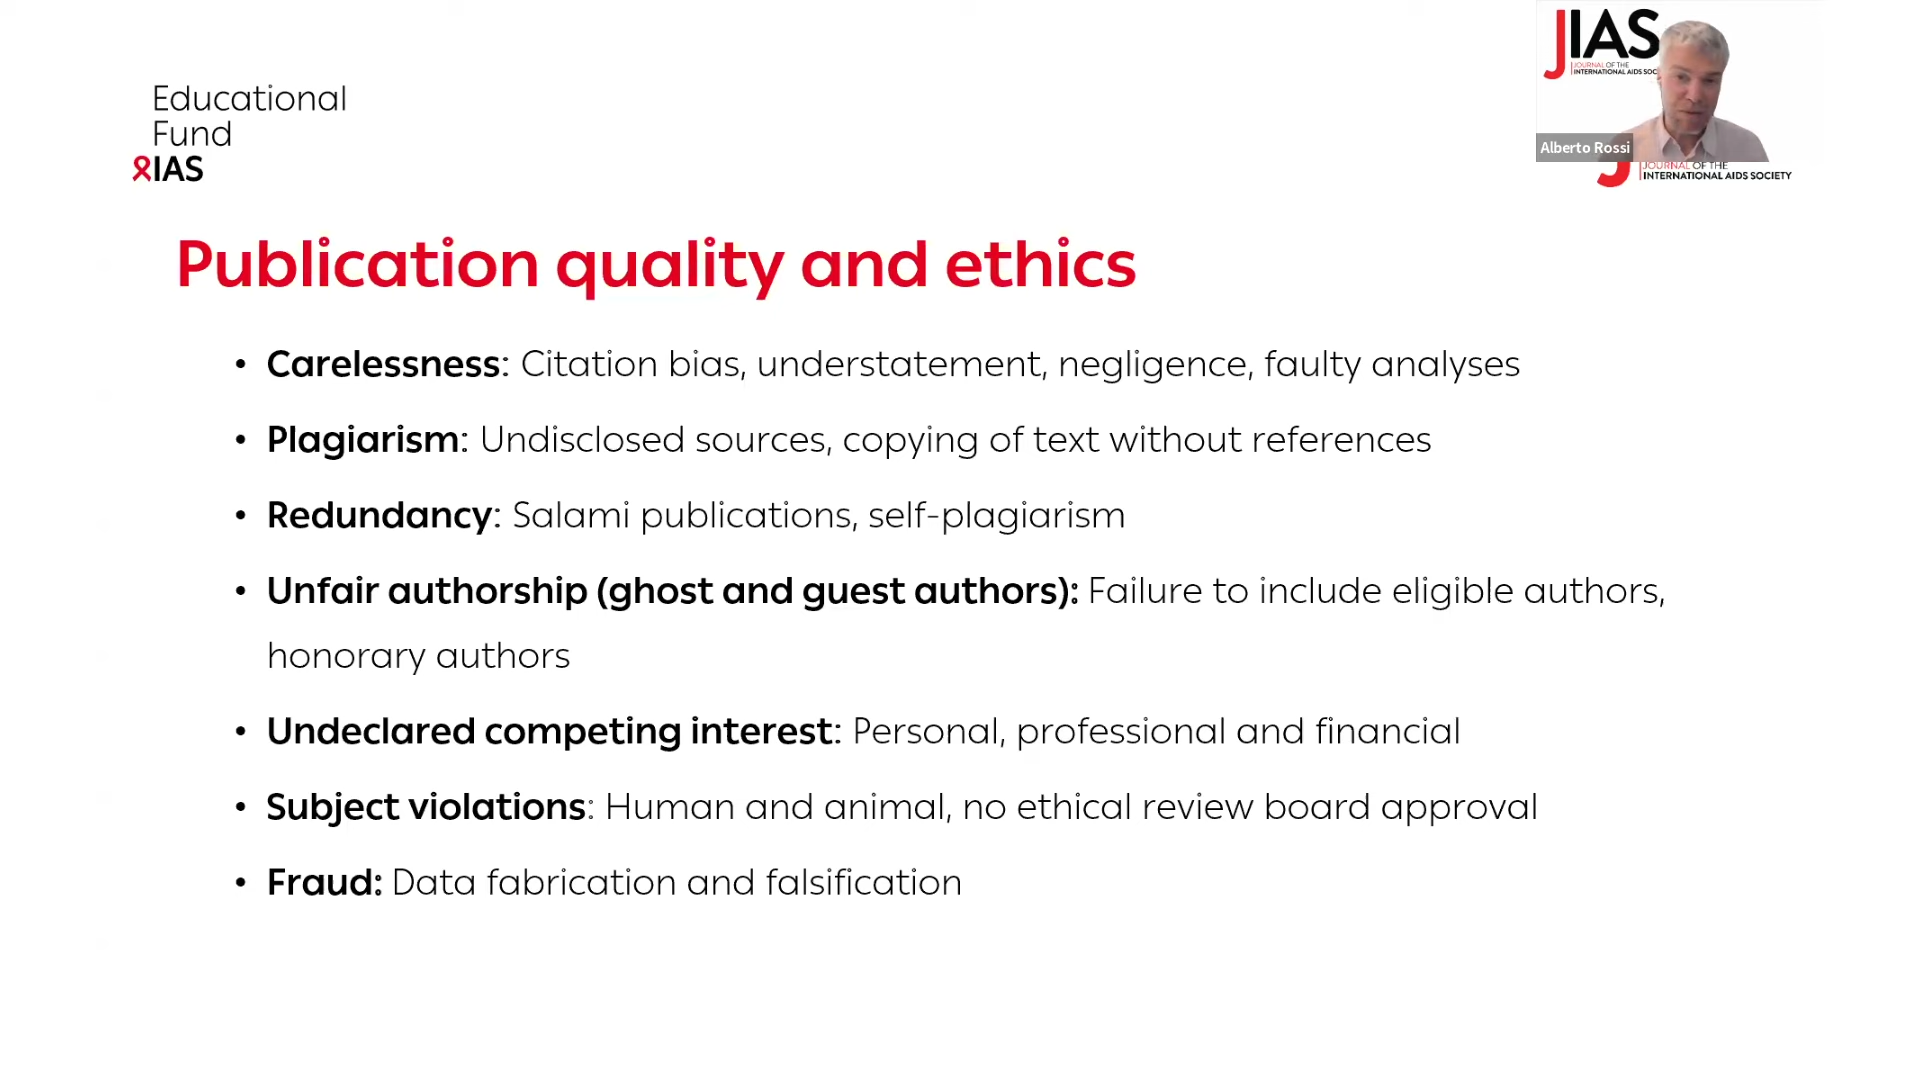 Educational
Fund
IAS
JIAS
JOURNAL OF THE
INTERNATIONAL AIDS SOC
Alberto Rossi
JOURNAL OF THE
INTERNATIONAL AIDS SOCIETY
Publication quality and ethics
• Carelessness: Citation bias, understatement, negligence, faulty analyses
• Plagiarism: Undisclosed sources, copying of text without references
• Redundancy: Salami publications, self-plagiarism
• Unfair authorship (ghost and guest authors): Failure to include eligible authors,
honorary authors
• Undeclared competing interest: Personal, professional and financial
• Subject violations: Human and animal, no ethical review board approval
• Fraud: Data fabrication and falsification